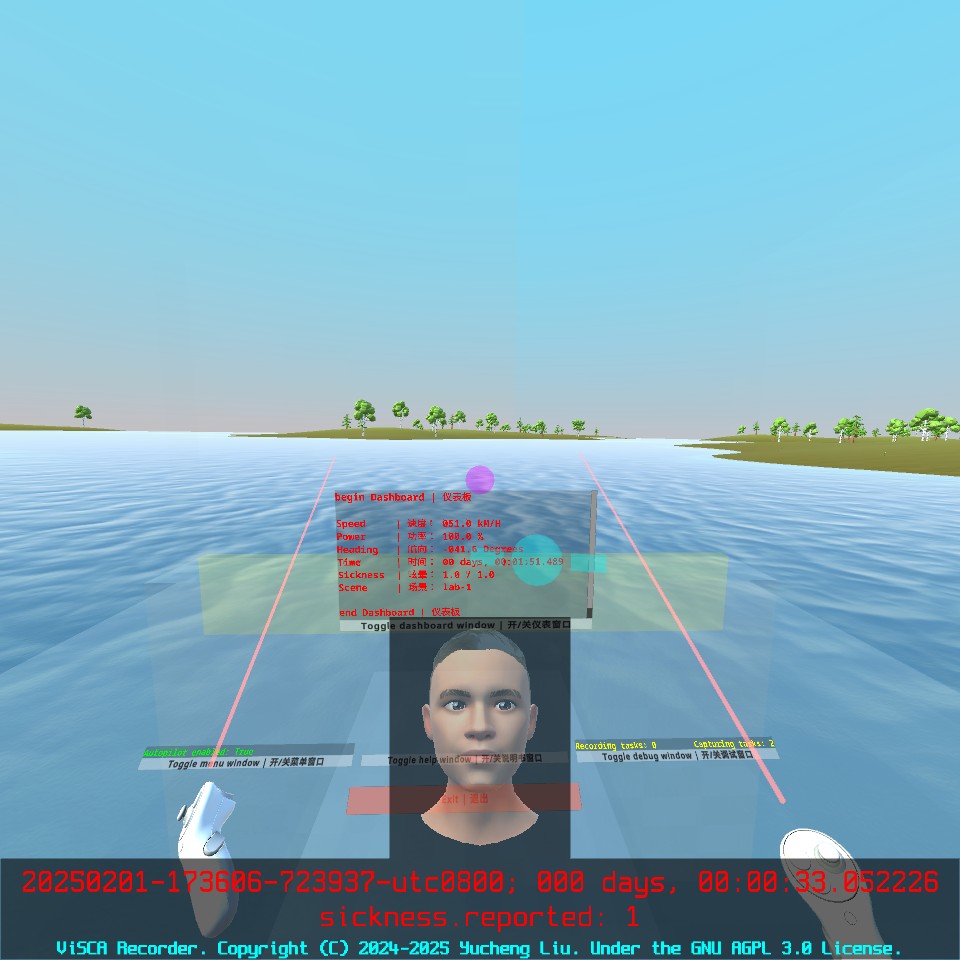 begin Dashboard | 仪表板
Speed | 速度： 051.0 kM/H
Power | 功率： 100.0 %
Heading | 航向： -041.6 Degrees
Time | 时间： 00 days, 00:01:51.489
Sickness | 眩晕： 1.0 / 1.0
Scene | 场景： lab-1
end Dashboard | 仪表板
Toggle dashboard window | 开/关仪表窗口
Autopilot enabled: True
Toggle menu window | 开/关菜单窗口
Toggle help window | 开/关说明书窗口
Recording tasks: 0 Capturing tasks: 2
Toggle debug window | 开/关调试窗口
Exit | 退出
20250201-173606-723937-utc0800; 000 days, 00:00:33.052226
sickness.reported: 1
ViSCA Recorder. Copyright (C) 2024-2025 Yucheng Liu. Under the GNU AGPL 3.0 License.